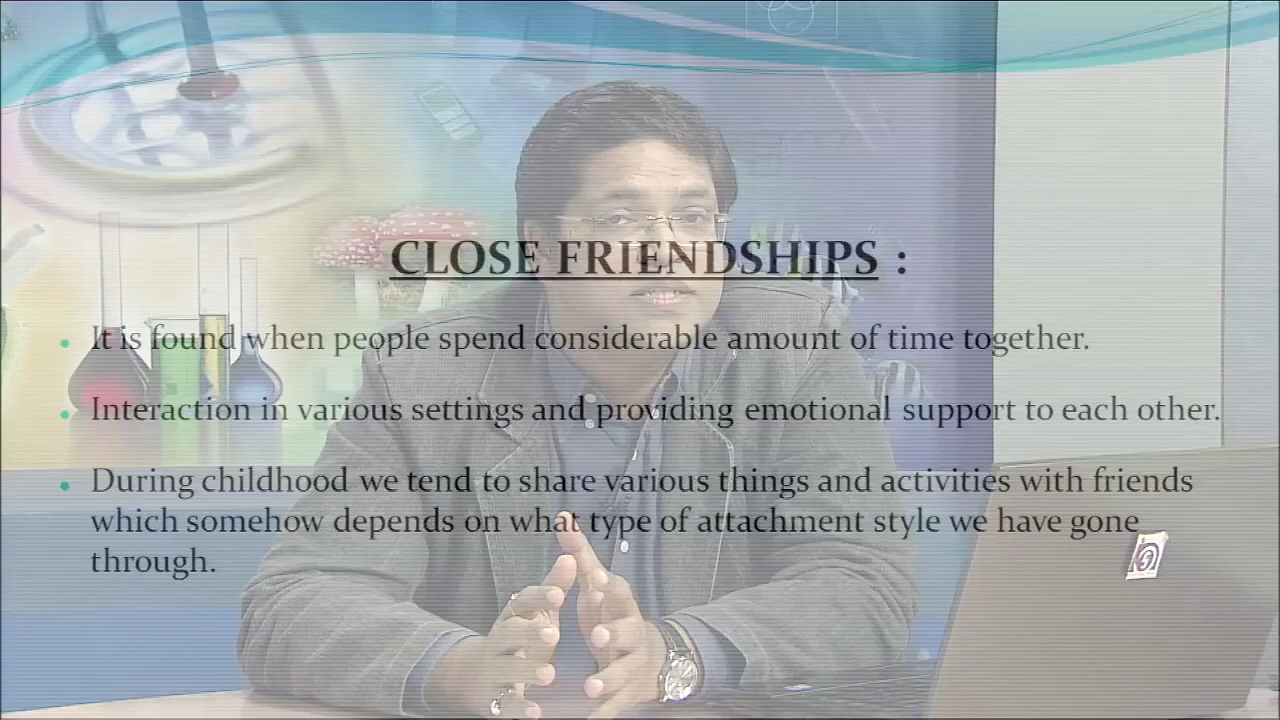 CLOSE FRIENDSHIPS :
It is found when people spend considerable amount of time together.
Interaction in various settings and providing emotional support to each other.
During childhood we tend to share various things and activities with friends
which somehow depends on what type of attachment style we have gone
through.